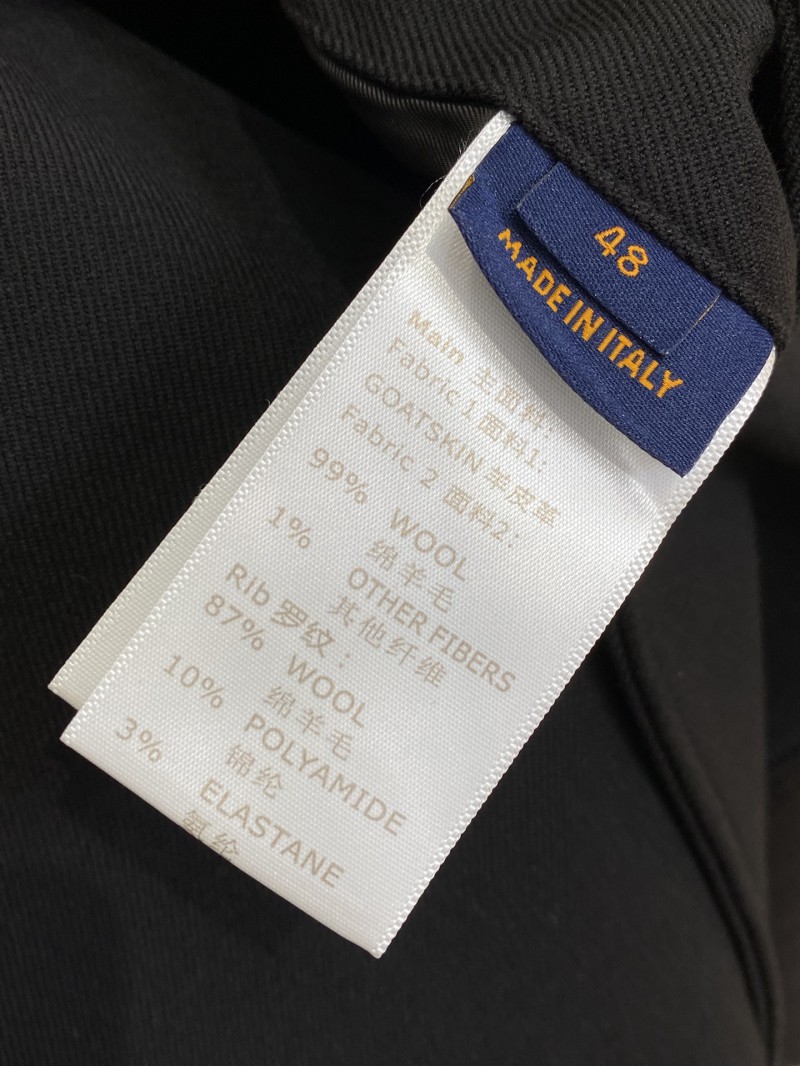 48
MADE IN ITALY
Main 主面料:
Fabric 1 面料1:
GOATSKIN 羊皮革
Fabric 2 面料2:
99% WOOL
绵羊毛
1% OTHER FIBERS
其他纤维
Rib 罗纹：
87% WOOL
绵羊毛
10% POLYAMIDE
锦纶
3% ELASTANE
氨纶